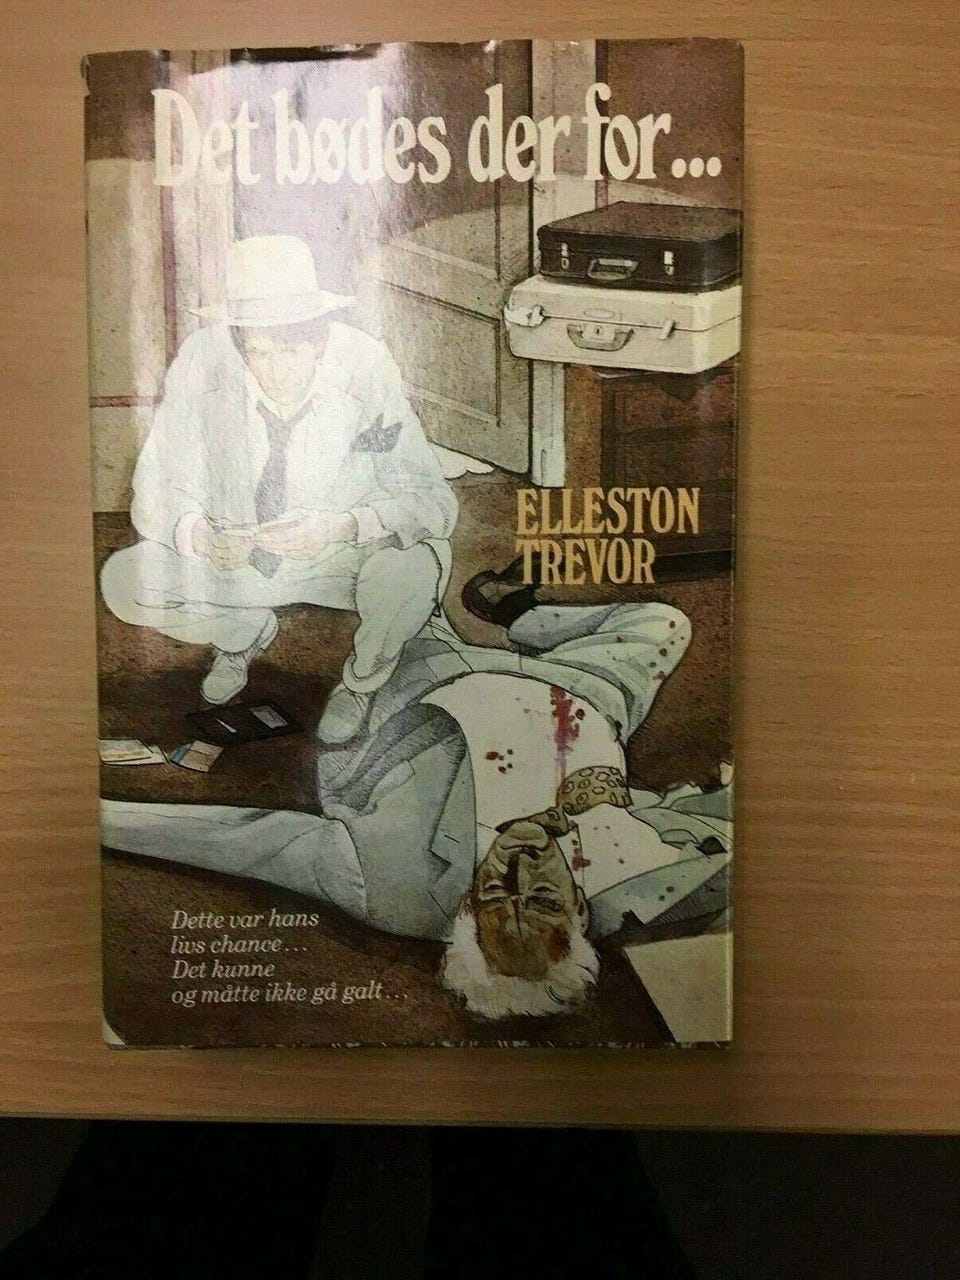 Det bødes der for...
ELLESTON
TREVOR
Dette var hans
livs chance...
Det kunne
og måtte ikke gå galt...